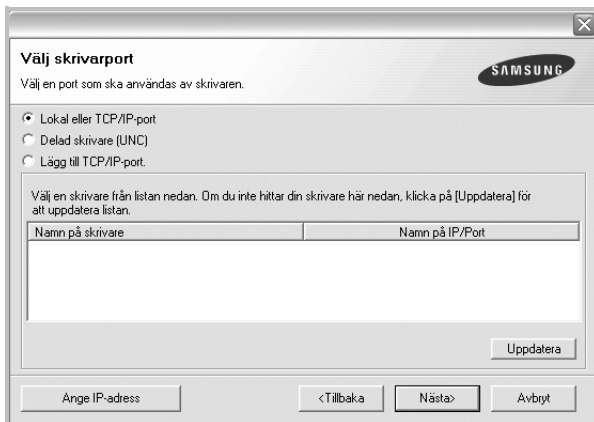 Välj skrivarport
Välj en port som ska användas av skrivaren.
SAMSUNG
Lokal eller TCP/IP-port
Delad skrivare (UNC)
Lägg till TCP/IP-port.
Välj en skrivare från listan nedan. Om du inte hittar din skrivare här nedan, klicka på [Uppdatera] för
att uppdatera listan.
Namn på skrivare Namn på IP/Port
Uppdatera
Ange IP-adress <Tillbaka Nästa> Avbryt